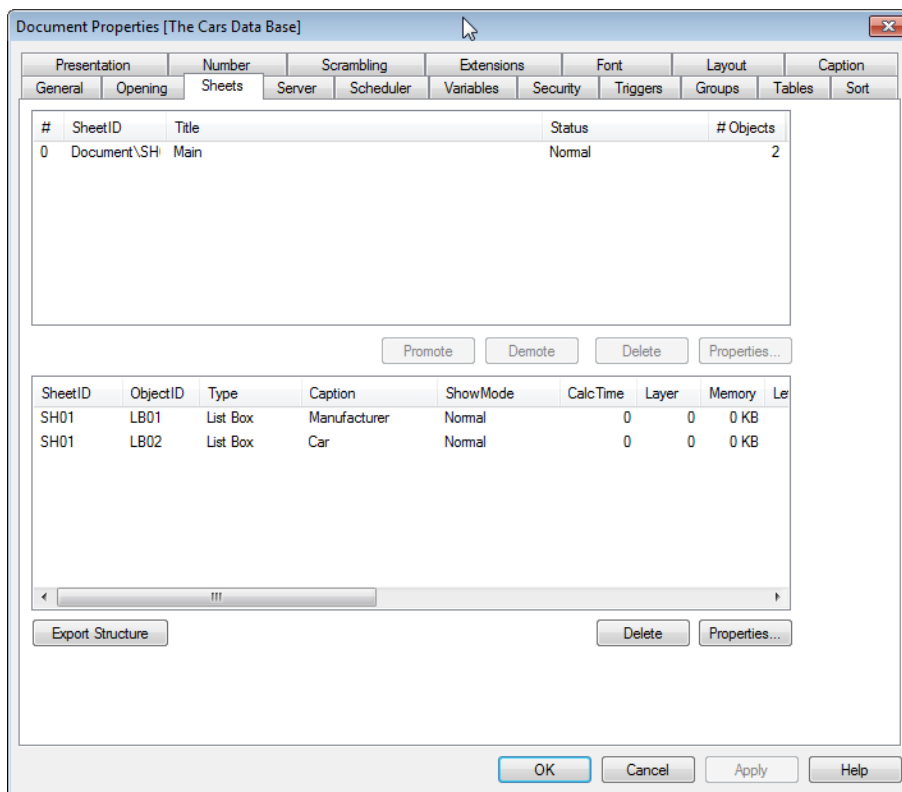 Document Properties [The Cars Data Base]
Presentation Number Scrambling Extensions Font Layout Caption
General Opening Sheets Server Scheduler Variables Security Triggers Groups Tables Sort
# SheetID Title Status # Objects
0 Document\SH Main Normal 2
Promote Demote Delete Properties...
SheetID ObjectID Type Caption ShowMode CalcTime Layer Memory Le
SH01 LB01 List Box Manufacturer Normal 0 0 0 KB
SH01 LB02 List Box Car Normal 0 0 0 KB
Export Structure Delete Properties...
OK Cancel Apply Help